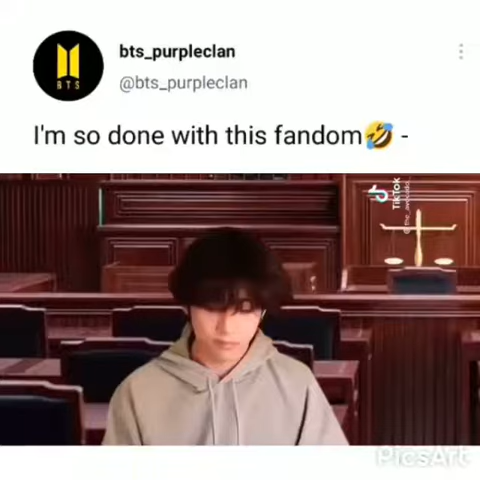 BTS
bts_purpleclan
@bts_purpleclan
I'm so done with this fandom🤣 -
TikTok
PicsArt